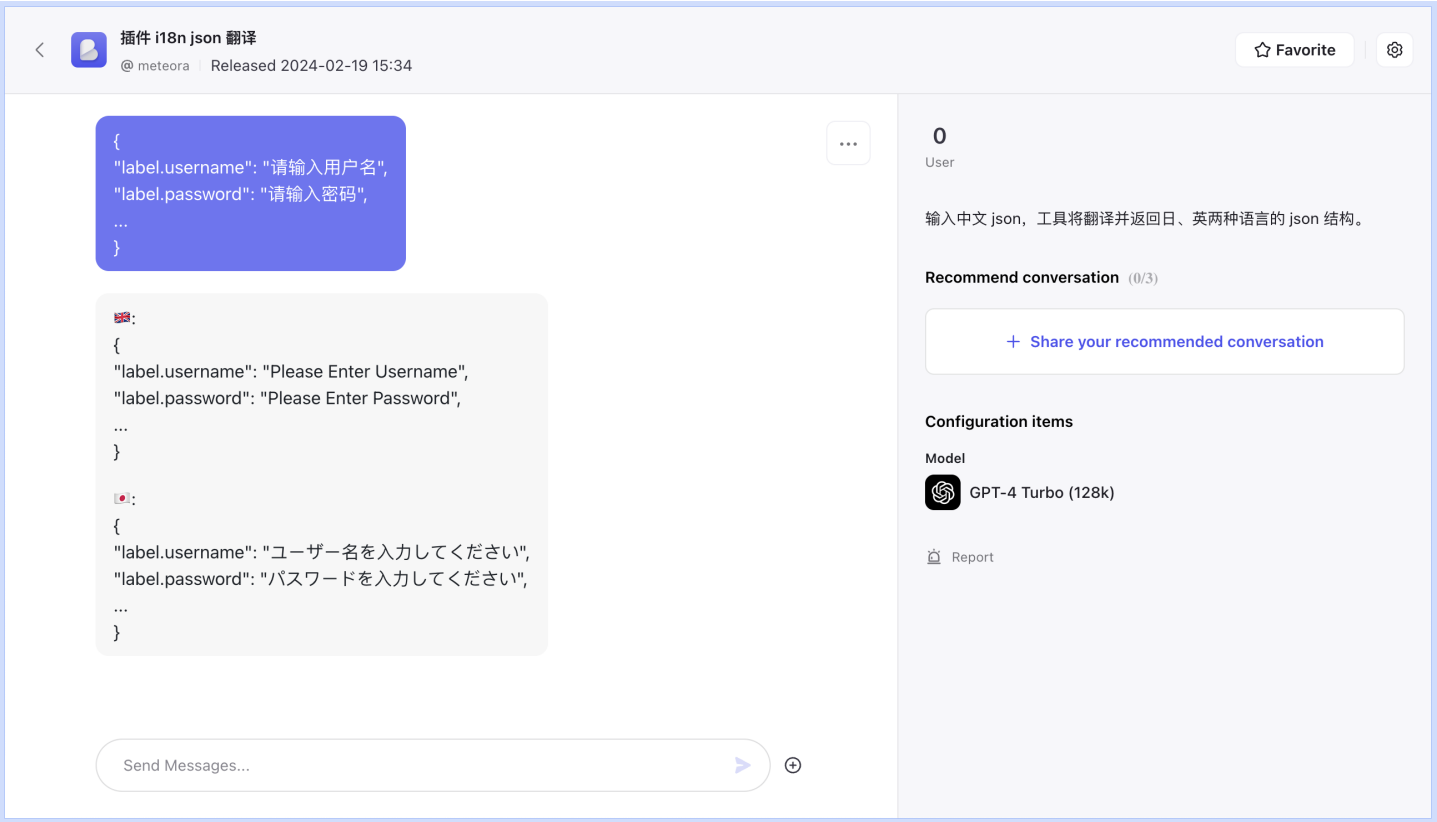 插件 i18n json 翻译
@ meteora
Released 2024-02-19 15:34
Favorite
{
"label.username": "请输入用户名",
"label.password": "请输入密码",
...
}
🇬🇧:
{
"label.username": "Please Enter Username",
"label.password": "Please Enter Password",
...
}
🇯🇵:
{
"label.username": "ユーザー名を入力してください",
"label.password": "パスワードを入力してください",
...
}
Send Messages...
0
User
输入中文 json，工具将翻译并返回日、英两种语言的 json 结构。
Recommend conversation (0/3)
+ Share your recommended conversation
Configuration items
Model
GPT-4 Turbo (128k)
Report